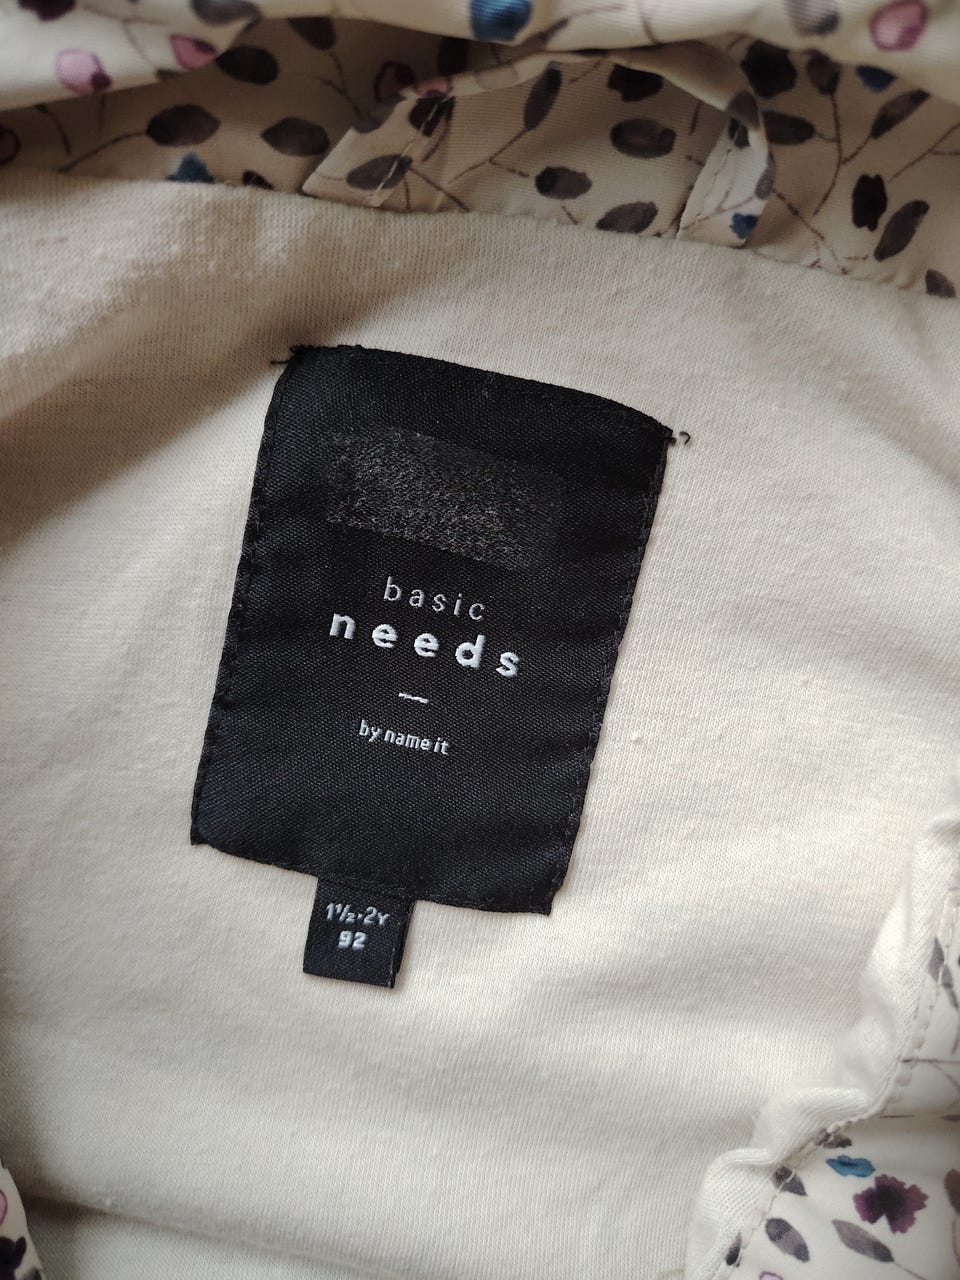 basic
needs
—
by name it
1½-2Y
92